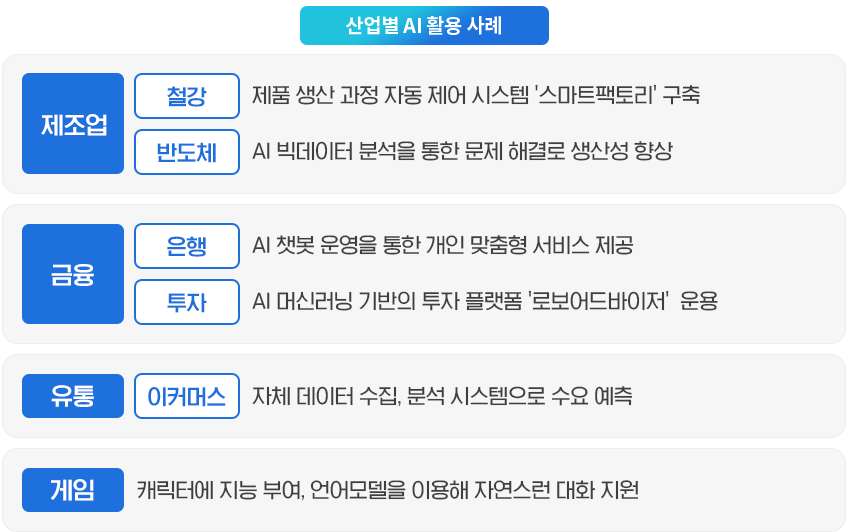 산업별 AI 활용 사례
제조업
철강
제품 생산 과정 자동 제어 시스템 '스마트팩토리' 구축
반도체
AI 빅데이터 분석을 통한 문제 해결로 생산성 향상
금융
은행
AI 챗봇 운영을 통한 개인 맞춤형 서비스 제공
투자
AI 머신러닝 기반의 투자 플랫폼 '로보어드바이저' 운용
유통
이커머스
자체 데이터 수집, 분석 시스템으로 수요 예측
게임
캐릭터에 지능 부여, 언어모델을 이용해 자연스런 대화 지원